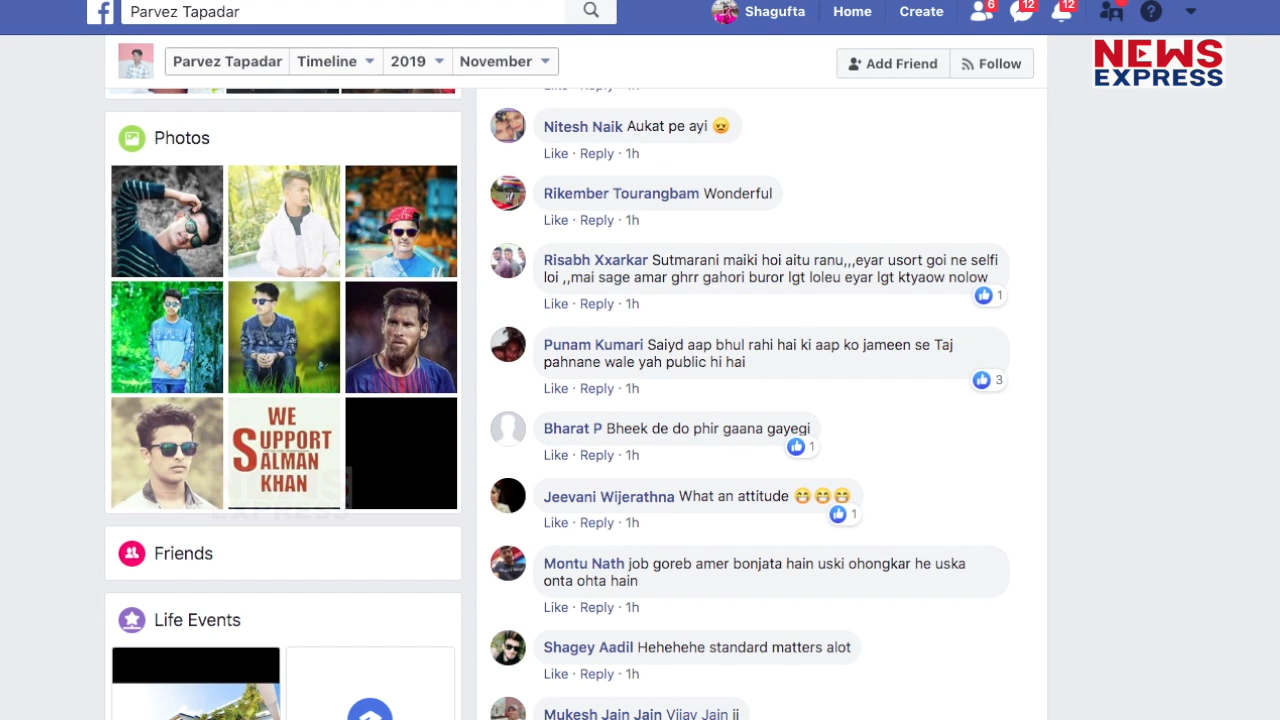 Parvez Tapadar
Shagufta
Home
Create
6
12
12
NEWS
EXPRESS
Parvez Tapadar
Timeline
2019
November
Add Friend
Follow
Photos
WE
SUPPORT
SALMAN
KHAN
Friends
Life Events
Like · Reply · 1h
Nitesh Naik Aukat pe ayi 😠
Like · Reply · 1h
Rikember Tourangbam Wonderful
Like · Reply · 1h
Risabh Xxarkar Sutmarani maiki hoi aitu ranu,,,eyar usort goi ne selfi
loi ,,mai sage amar ghrr gahori buror lgt loleu eyar lgt ktyaow nolow
1
Like · Reply · 1h
Punam Kumari Saiyd aap bhul rahi hai ki aap ko jameen se Taj
pahnane wale yah public hi hai
3
Like · Reply · 1h
Bharat P Bheek de do phir gaana gayegi
1
Like · Reply · 1h
Jeevani Wijerathna What an attitude 😁😁😁
1
Like · Reply · 1h
Montu Nath job goreb amer bonjata hain uski ohongkar he uska
onta ohta hain
Like · Reply · 1h
Shagey Aadil Hehehehe standard matters alot
Like · Reply · 1h
Mukesh Jain Jain Vijay Jain ji